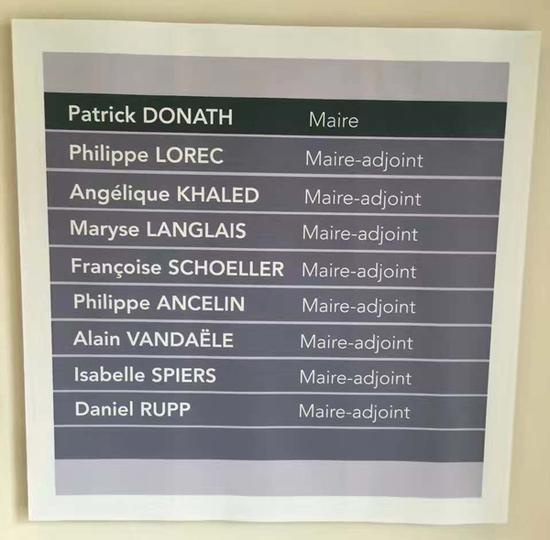 Patrick DONATH Maire
Philippe LOREC Maire-adjoint
Angélique KHALED Maire-adjoint
Maryse LANGLAIS Maire-adjoint
Françoise SCHOELLER Maire-adjoint
Philippe ANCELIN Maire-adjoint
Alain VANDAËLE Maire-adjoint
Isabelle SPIERS Maire-adjoint
Daniel RUPP Maire-adjoint